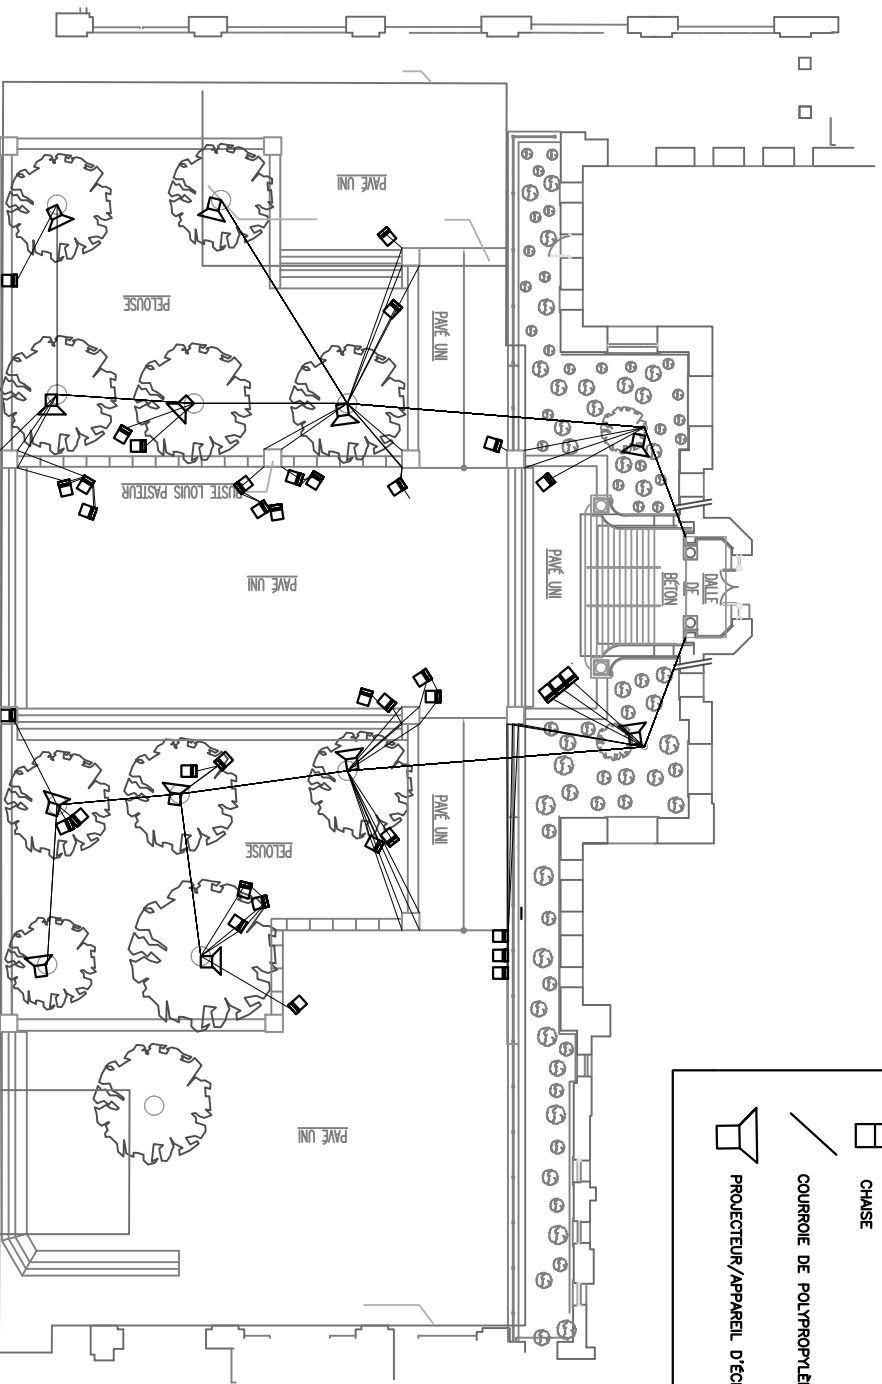 PAVÉ UNI
PELOUSE
PAVÉ UNI
BUSTE LOUIS PASTEUR
PAVÉ UNI
PAVÉ UNI
DALLE
DE
BÉTON
PAVÉ UNI
PELOUSE
PAVÉ UNI
CHAISE
COURROIE DE POLYPROPYLÈ
PROJECTEUR/APPAREIL D'ÉC